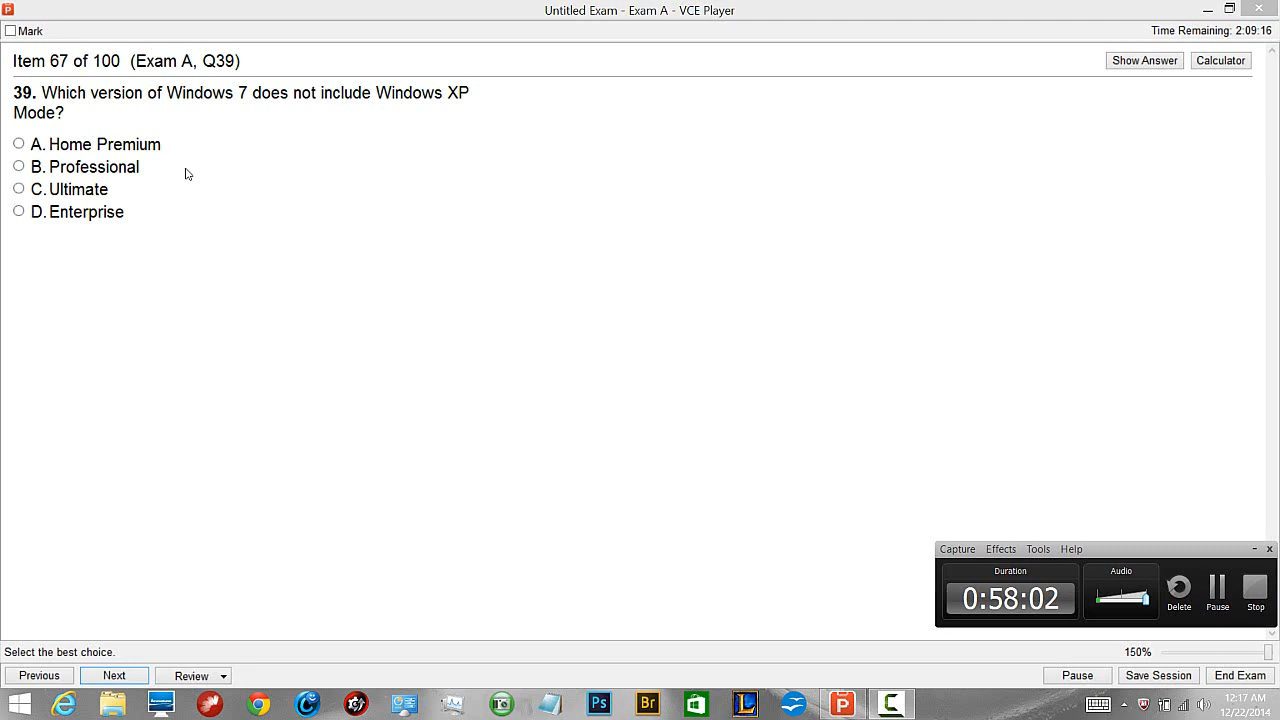 Untitled Exam - Exam A - VCE Player
Mark
Time Remaining: 2:09:16
Item 67 of 100 (Exam A, Q39)
Show Answer
Calculator
39. Which version of Windows 7 does not include Windows XP
Mode?
A. Home Premium
B. Professional
C. Ultimate
D. Enterprise
Capture Effects Tools Help
Duration
Audio
0:58:02
Delete
Pause
Stop
Select the best choice.
150%
Previous
Next
Review
Pause
Save Session
End Exam
Ps
Br
12:17 AM
12/22/2014